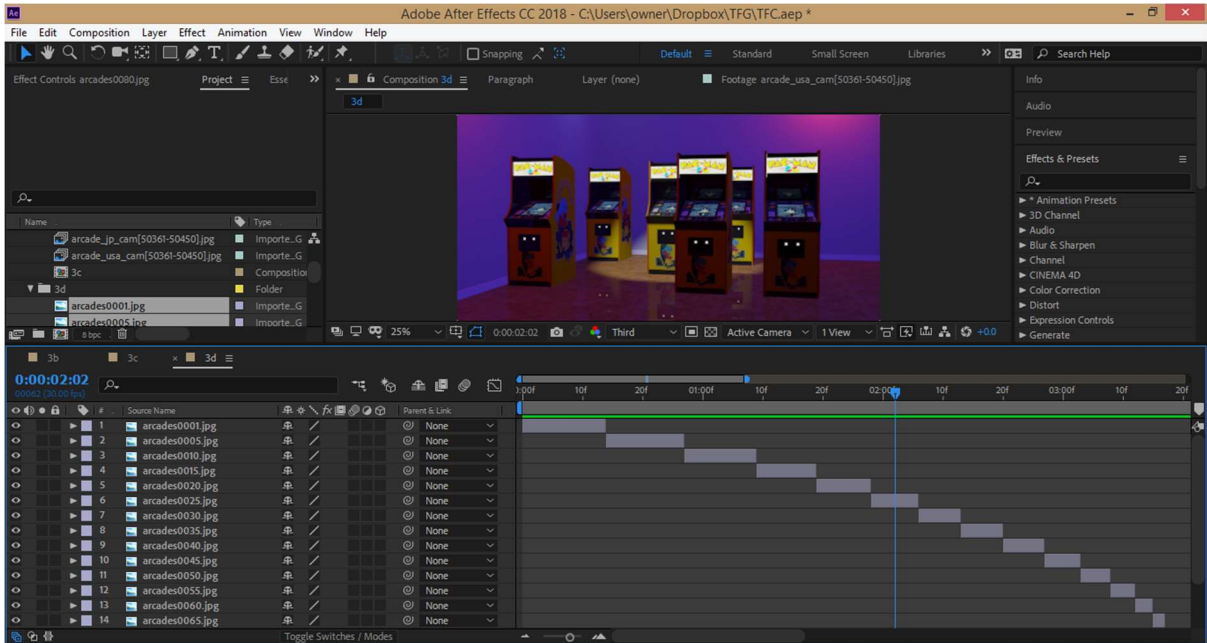 Ae Adobe After Effects CC 2018 - C:\Users\owner\Dropbox\TFG\TFC.aep *
File Edit Composition Layer Effect Animation View Window Help
Snapping Default Standard Small Screen Libraries Search Help
Effect Controls arcades0080.jpg Project Esse Composition 3d Paragraph Layer (none) Footage arcade_usa_cam[50361-50450].jpg Info
3d
Audio
Preview
Effects & Presets
* Animation Presets
3D Channel
Audio
Blur & Sharpen
Channel
CINEMA 4D
Color Correction
Distort
Expression Controls
Generate
Name Type
arcade_jp_cam[50361-50450].jpg Importe..G
arcade_usa_cam[50361-50450].jpg Importe..G
3c Composition
3d Folder
arcades0001.jpg Importe..G
arcades0005.jpg Importe..G
8 bpc
25% 0:00:02:02 Third Active Camera 1 View +0.0
3b 3c 3d
0:00:02:02
00062 (30.00 fps)
):00f 10f 20f 01:00f 10f 20f 02:00f 10f 20f 03:00f 10f 20f
# Source Name Parent & Link
1 arcades0001.jpg None
2 arcades0005.jpg None
3 arcades0010.jpg None
4 arcades0015.jpg None
5 arcades0020.jpg None
6 arcades0025.jpg None
7 arcades0030.jpg None
8 arcades0035.jpg None
9 arcades0040.jpg None
10 arcades0045.jpg None
11 arcades0050.jpg None
12 arcades0055.jpg None
13 arcades0060.jpg None
14 arcades0065.jpg None
Toggle Switches / Modes